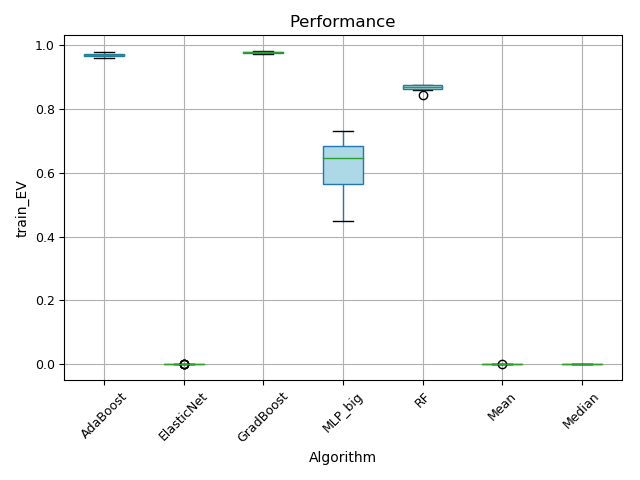 Performance
train_EV
1.0
0.8
0.6
0.4
0.2
0.0
AdaBoost
ElasticNet
GradBoost
MLP_big
RF
Mean
Median
Algorithm